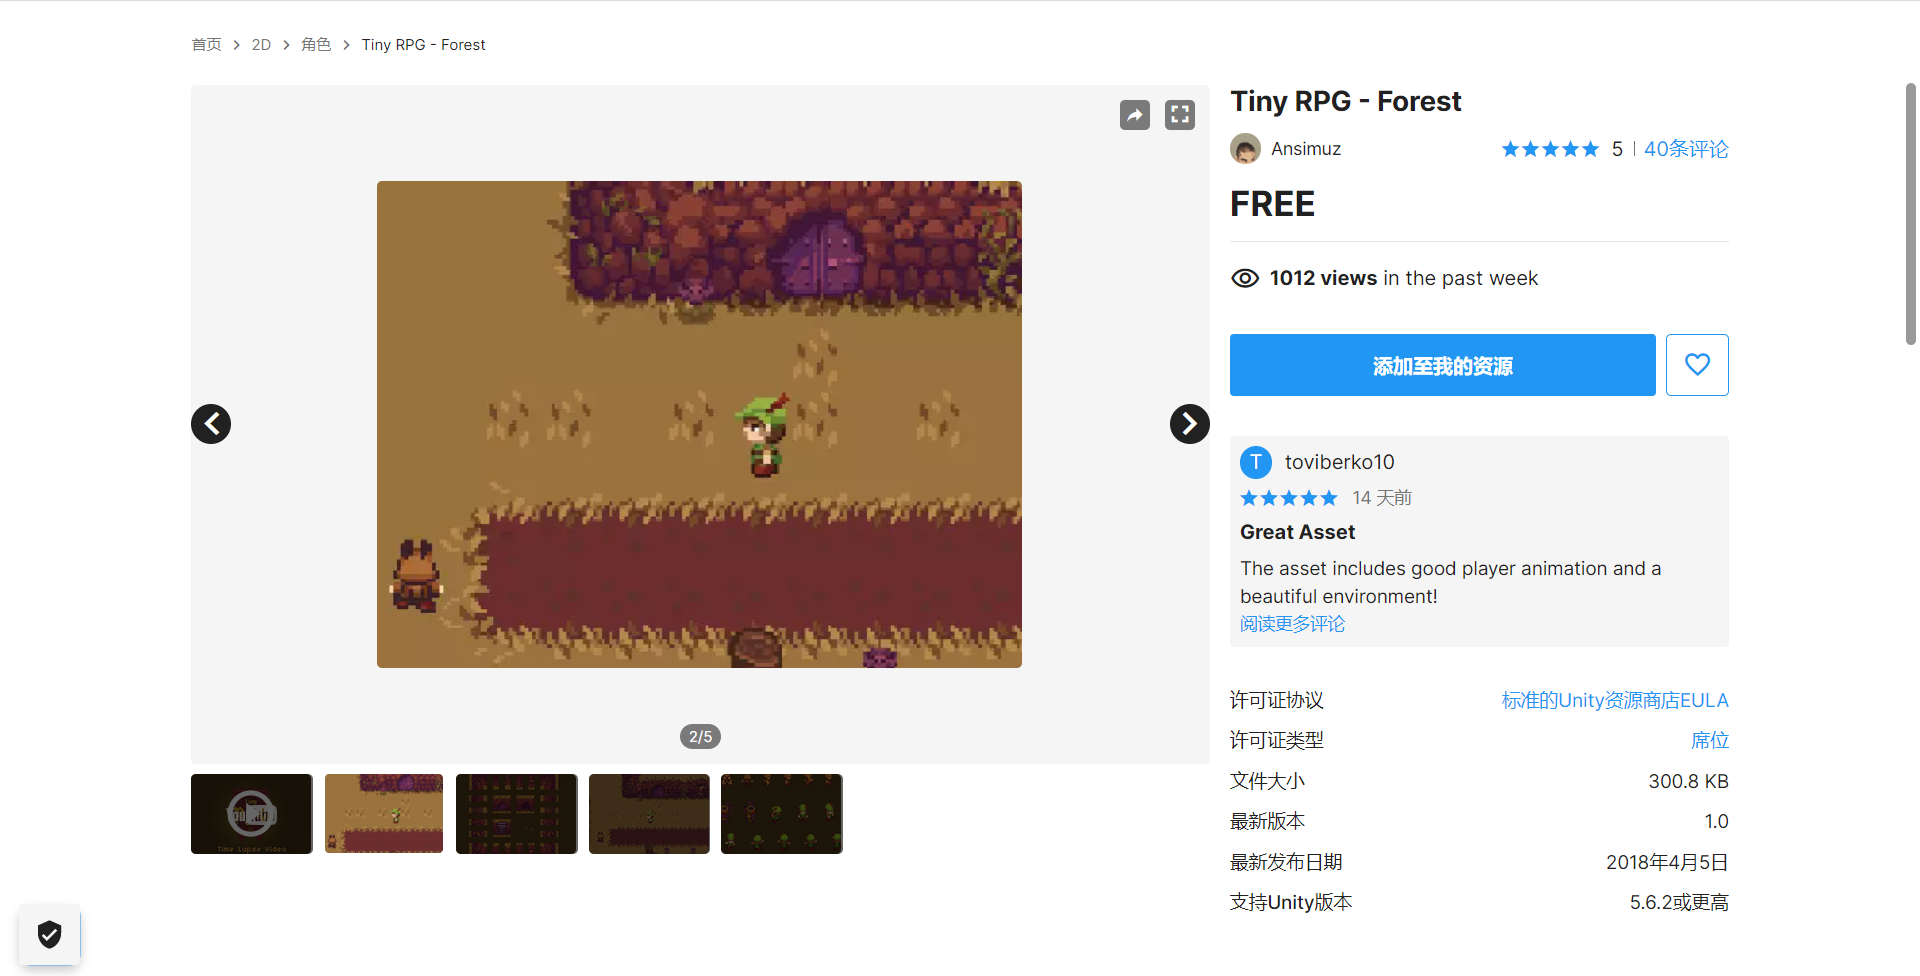 首页 > 2D > 角色 > Tiny RPG - Forest
Tiny RPG - Forest
Ansimuz
5 | 40条评论
FREE
1012 views in the past week
添加至我的资源
T toviberko10
14 天前
Great Asset
The asset includes good player animation and a
beautiful environment!
阅读更多评论
许可证协议 标准的Unity资源商店EULA
许可证类型 席位
文件大小 300.8 KB
最新版本 1.0
最新发布日期 2018年4月5日
支持Unity版本 5.6.2或更高
2/5
Time Lapse Video